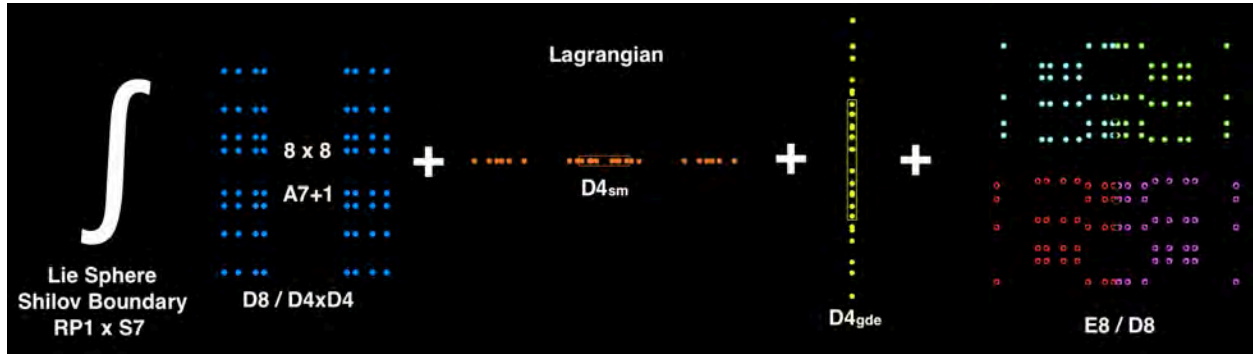 Lagrangian
∫
8 x 8
A7+1
+
+
+
D4sm
Lie Sphere
Shilov Boundary
RP1 x S7
D8 / D4xD4
D4gde
E8 / D8